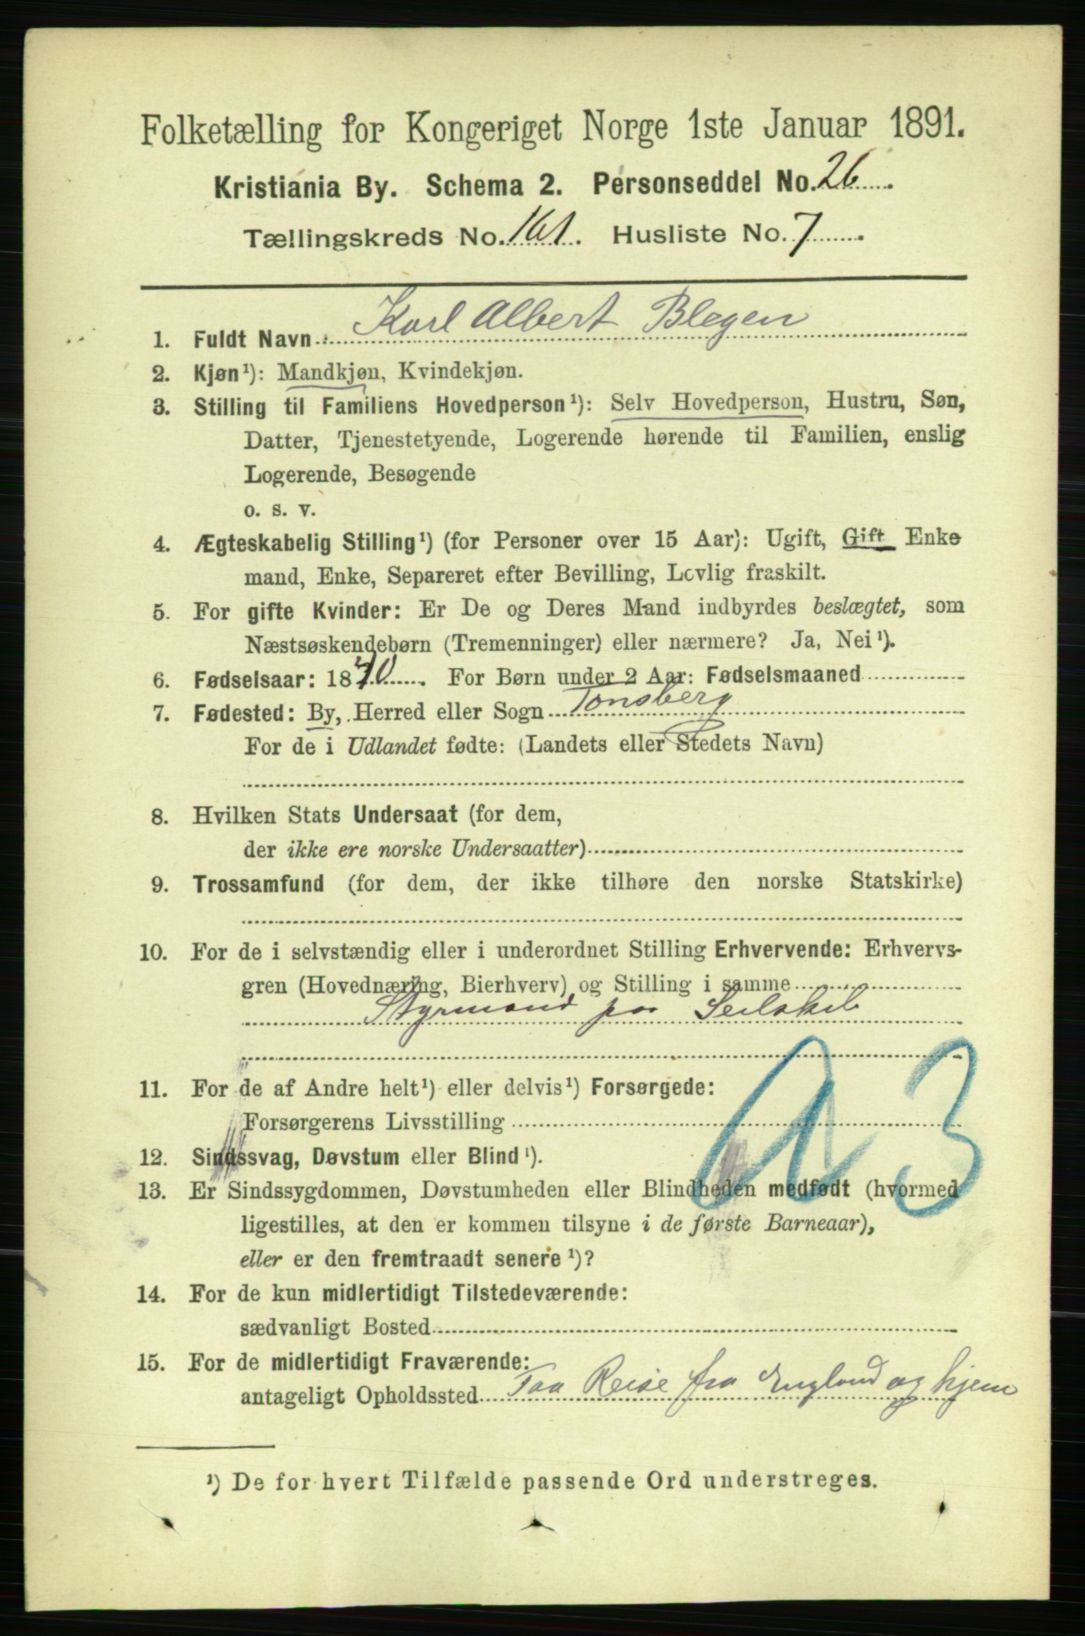 Folketælling for Kongeriget Norge 1ste Januar 1891.
Kristiania By. Schema 2. Personseddel No. 26.
Tællingskreds No. 161. Husliste No. 7.
1. Fuldt Navn: Karl Albert Blegen
2. Kjøn¹): Mandkjøn, Kvindekjøn.
3. Stilling til Familiens Hovedperson¹): Selv Hovedperson, Hustru, Søn,
Datter, Tjenestetyende, Logerende hørende til Familien, enslig
Logerende, Besøgende
o. s. v.
4. Ægteskabelig Stilling¹) (for Personer over 15 Aar): Ugift, Gift Enke
mand, Enke, Separeret efter Bevilling, Lovlig fraskilt.
5. For gifte Kvinder: Er De og Deres Mand indbyrdes beslægtet, som
Næstsøskendebørn (Tremenninger) eller nærmere? Ja, Nei¹).
6. Fødselsaar: 1840. For Børn under 2 Aar: Fødselsmaaned
7. Fødested: By, Herred eller Sogn Tønsberg
For de i Udlandet fødte: (Landets eller Stedets Navn)
8. Hvilken Stats Undersaat (for dem,
der ikke ere norske Undersaatter)
9. Trossamfund (for dem, der ikke tilhøre den norske Statskirke)
10. For de i selvstændig eller i underordnet Stilling Erhvervende: Erhvervs-
gren (Hovednæring, Bierhverv) og Stilling i samme
Styrmand paa Seilskib
11. For de af Andre helt¹) eller delvis¹) Forsørgede:
Forsørgerens Livsstilling
12. Sindssvag, Døvstum eller Blind¹).
13. Er Sindssygdommen, Døvstumheden eller Blindheden medfødt (hvormed
ligestilles, at den er kommen tilsyne i de første Barneaar),
eller er den fremtraadt senere¹)?
14. For de kun midlertidigt Tilstedeværende:
sædvanligt Bosted
15. For de midlertidigt Fraværende:
antageligt Opholdssted Paa Reise fra England og hjem
¹) De for hvert Tilfælde passende Ord understreges.